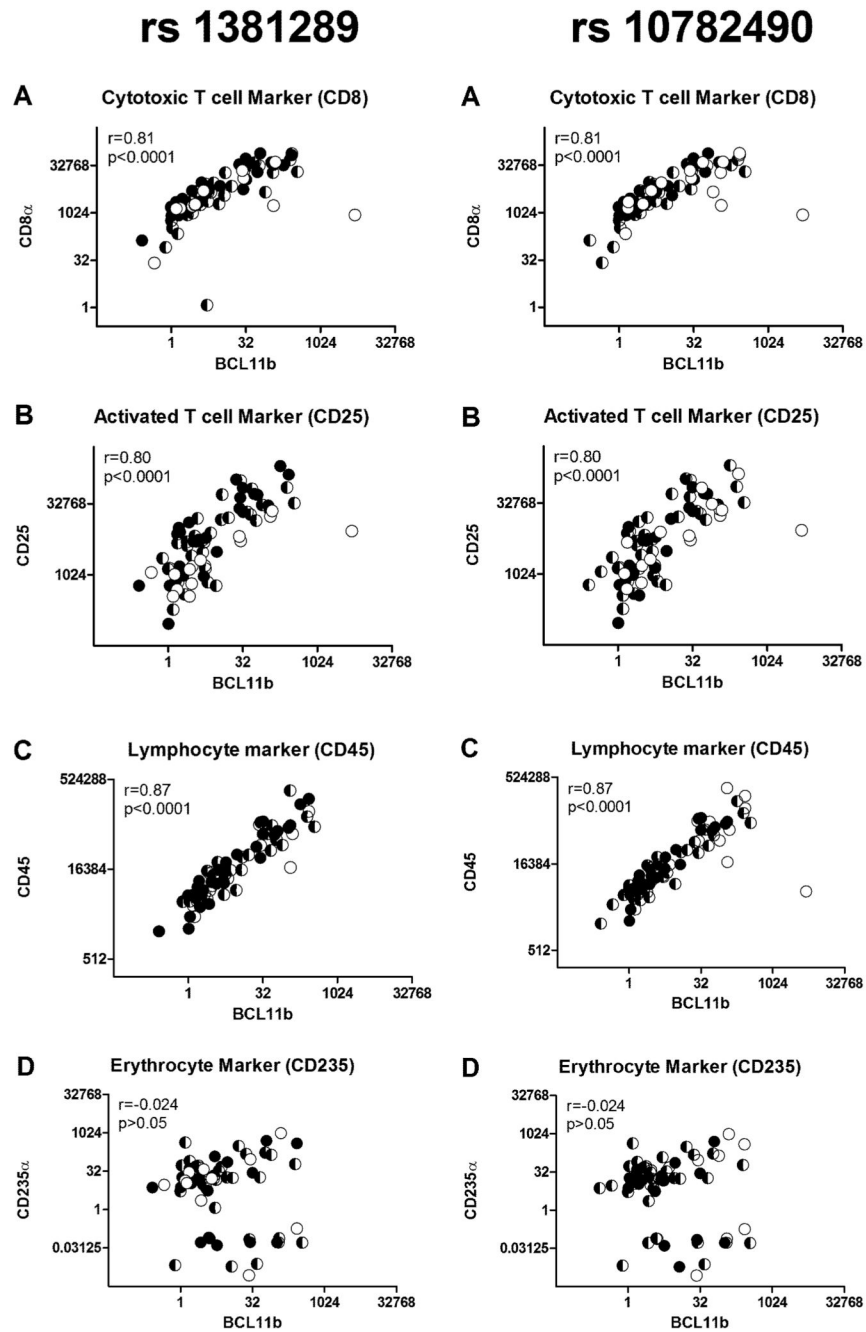 rs 1381289
rs 10782490
A
Cytotoxic T cell Marker (CD8)
r=0.81
p<0.0001
CD8α
32768
1024
32
1
1
32
1024
32768
BCL11b
A
Cytotoxic T cell Marker (CD8)
r=0.81
p<0.0001
CD8α
32768
1024
32
1
1
32
1024
32768
BCL11b
B
Activated T cell Marker (CD25)
r=0.80
p<0.0001
CD25
32768
1024
1
32
1024
32768
BCL11b
B
Activated T cell Marker (CD25)
r=0.80
p<0.0001
CD25
32768
1024
1
32
1024
32768
BCL11b
C
Lymphocyte marker (CD45)
r=0.87
p<0.0001
CD45
524288
16384
512
1
32
1024
32768
BCL11b
C
Lymphocyte marker (CD45)
r=0.87
p<0.0001
CD45
524288
16384
512
1
32
1024
32768
BCL11b
D
Erythrocyte Marker (CD235)
r=-0.024
p>0.05
CD235α
32768
1024
32
1
0.03125
1
32
1024
32768
BCL11b
D
Erythrocyte Marker (CD235)
r=-0.024
p>0.05
CD235α
32768
1024
32
1
0.03125
1
32
1024
32768
BCL11b